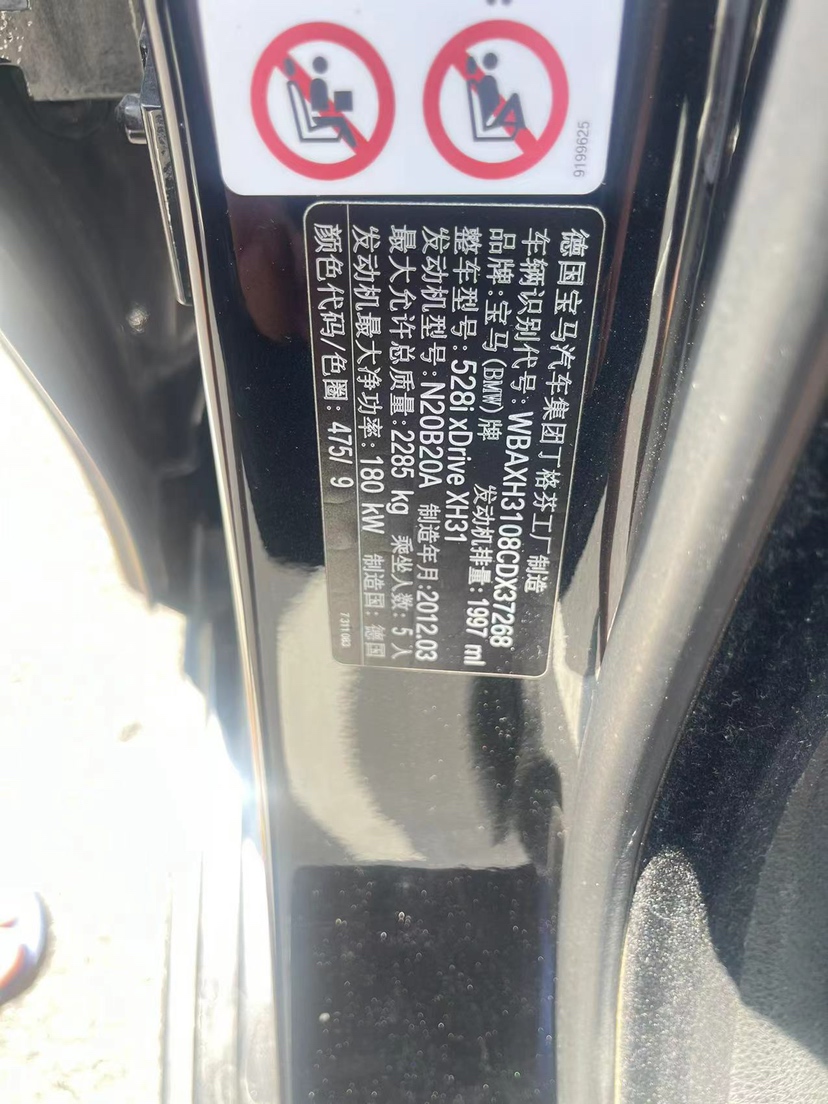 9199625
德国宝马汽车集团丁格芬工厂 制造
车辆识别代号: WBAXH3108CDX37268
品牌: 宝马(BMW)牌 发动机排量: 1997 ml
整车型号: 528i xDrive XH31
发动机型号: N20B20A 制造年月: 2012.03
最大允许总质量: 2285 kg 乘坐人数: 5 人
发动机最大净功率: 180 kW 制造国: 德国
颜色代码/色圈: 475/ 9
7311 083